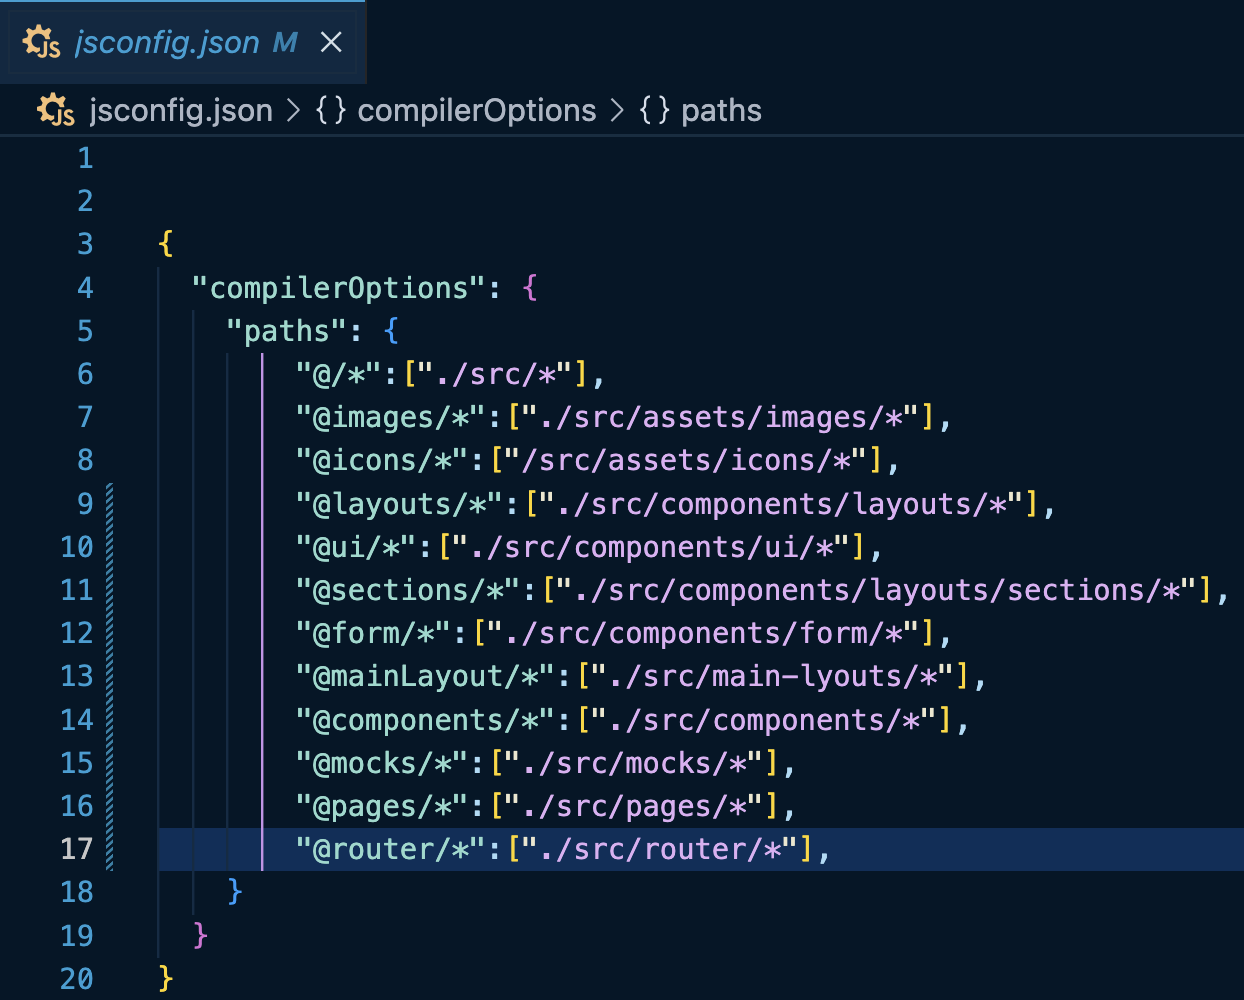 JS jsconfig.json M
JS jsconfig.json > {} compilerOptions > {} paths
1
2
3 {
4 "compilerOptions": {
5 "paths": {
6 "@/*":["./src/*"],
7 "@images/*":["./src/assets/images/*"],
8 "@icons/*":["/src/assets/icons/*"],
9 "@layouts/*":["./src/components/layouts/*"],
10 "@ui/*":["./src/components/ui/*"],
11 "@sections/*":["./src/components/layouts/sections/*"],
12 "@form/*":["./src/components/form/*"],
13 "@mainLayout/*":["./src/main-lyouts/*"],
14 "@components/*":["./src/components/*"],
15 "@mocks/*":["./src/mocks/*"],
16 "@pages/*":["./src/pages/*"],
17 "@router/*":["./src/router/*"],
18 }
19 }
20 }